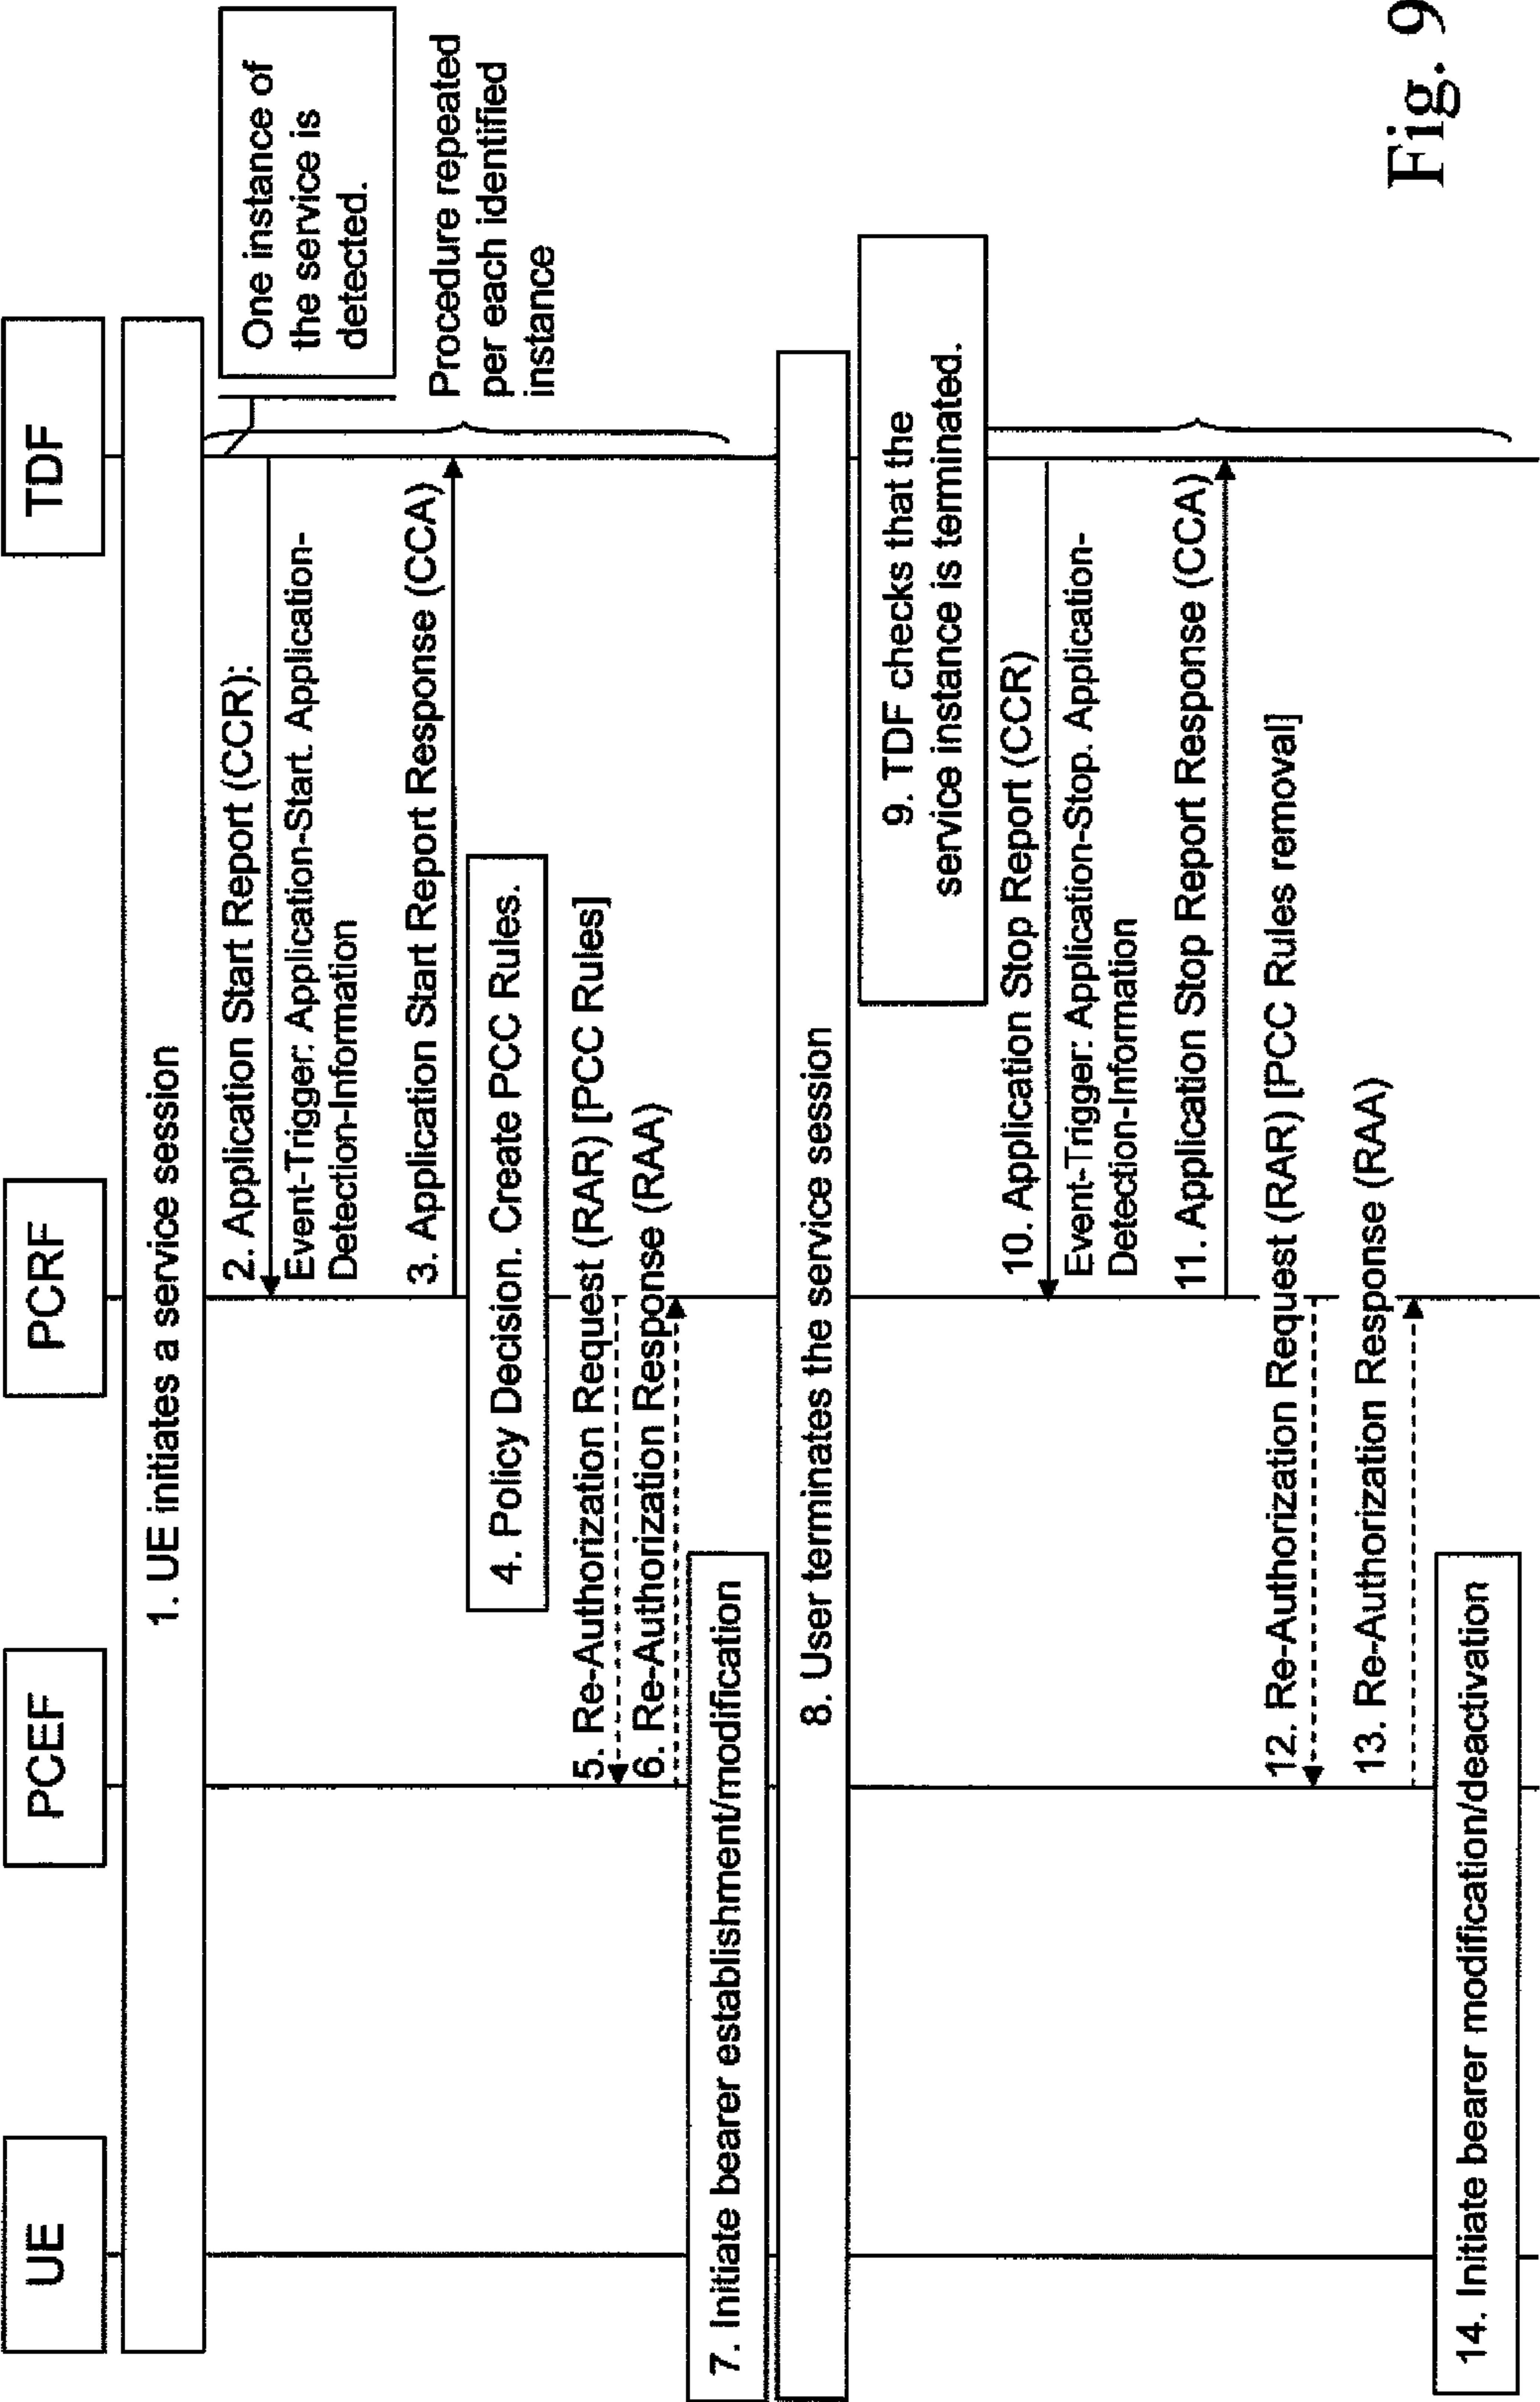 UE
PCEF
PCRF
TDF
1. UE initiates a service session
One instance of
the service is
detected.
2. Application Start Report (CCR):
Event-Trigger: Application-Start. Application-
Detection-Information
Procedure repeated
per each identified
instance
3. Application Start Report Response (CCA)
4. Policy Decision. Create PCC Rules.
5. Re-Authorization Request (RAR) [PCC Rules]
6. Re-Authorization Response (RAA)
7. Initiate bearer establishment/modification
8. User terminates the service session
9. TDF checks that the
service instance is terminated.
10. Application Stop Report (CCR)
Event-Trigger: Application-Stop. Application-
Detection-Information
11. Application Stop Report Response (CCA)
12. Re-Authorization Request (RAR) [PCC Rules removal]
13. Re-Authorization Response (RAA)
14. Initiate bearer modification/deactivation
Fig. 9